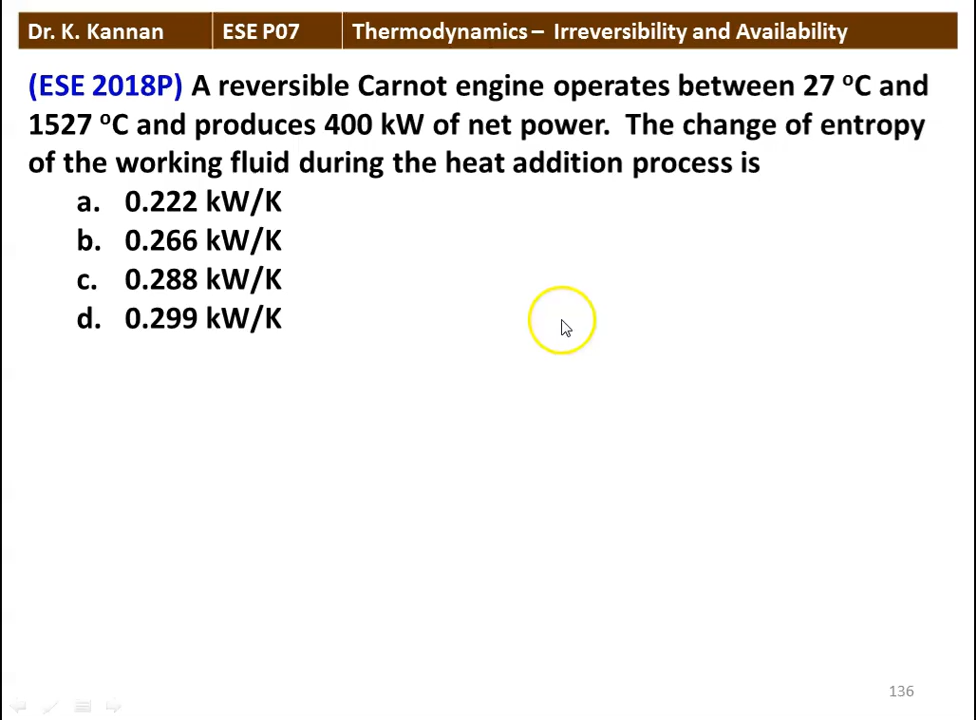 Dr. K. Kannan ESE P07 Thermodynamics – Irreversibility and Availability
(ESE 2018P) A reversible Carnot engine operates between 27 ºC and
1527 ºC and produces 400 kW of net power. The change of entropy
of the working fluid during the heat addition process is
a. 0.222 kW/K
b. 0.266 kW/K
c. 0.288 kW/K
d. 0.299 kW/K
136